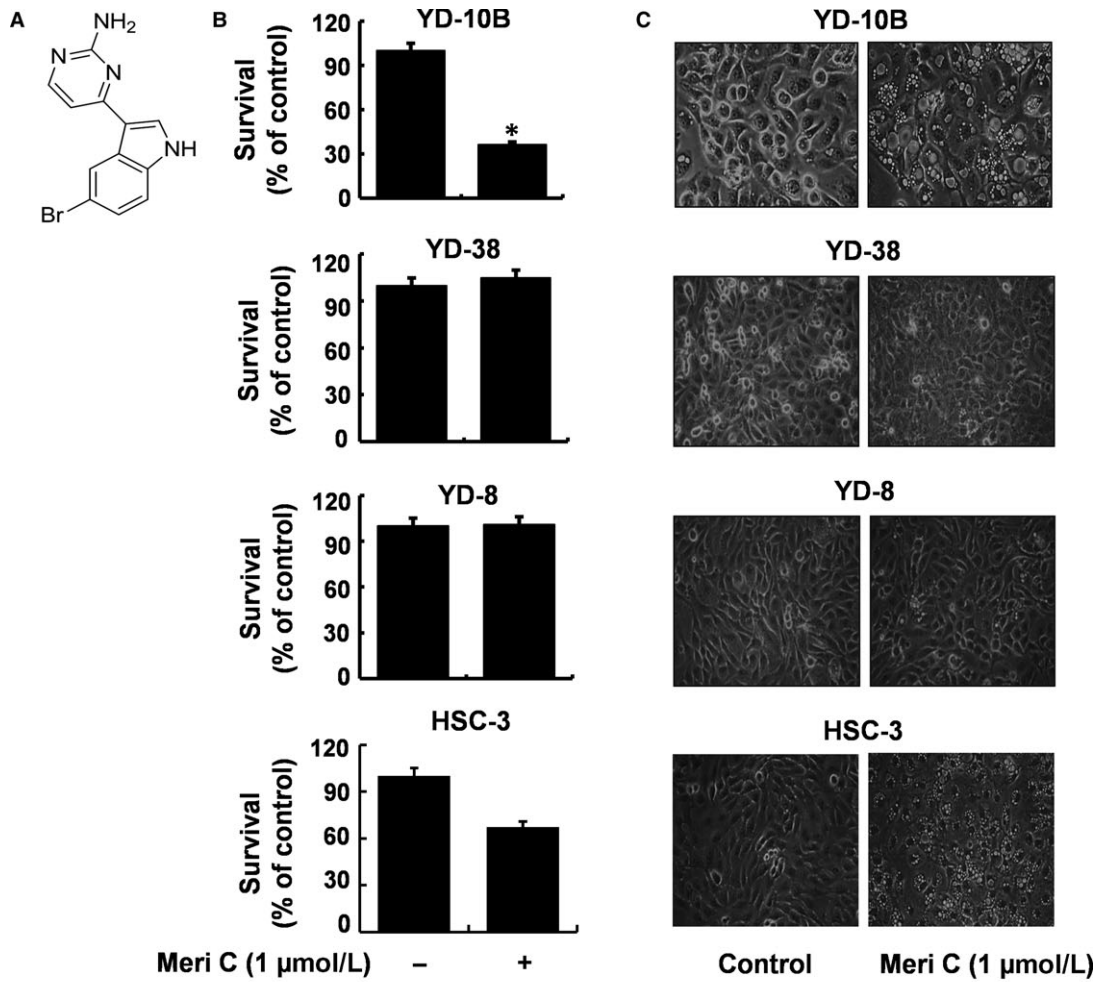 A
NH₂
N
N
NH
Br
B
120
90
60
30
0
Survival
(% of control)
*
YD-38
120
90
60
30
0
Survival
(% of control)
YD-8
120
90
60
30
0
Survival
(% of control)
HSC-3
120
90
60
30
0
Survival
(% of control)
Meri C (1 μmol/L) – +
C
YD-10B
YD-10B
YD-38
YD-8
HSC-3
Control Meri C (1 μmol/L)